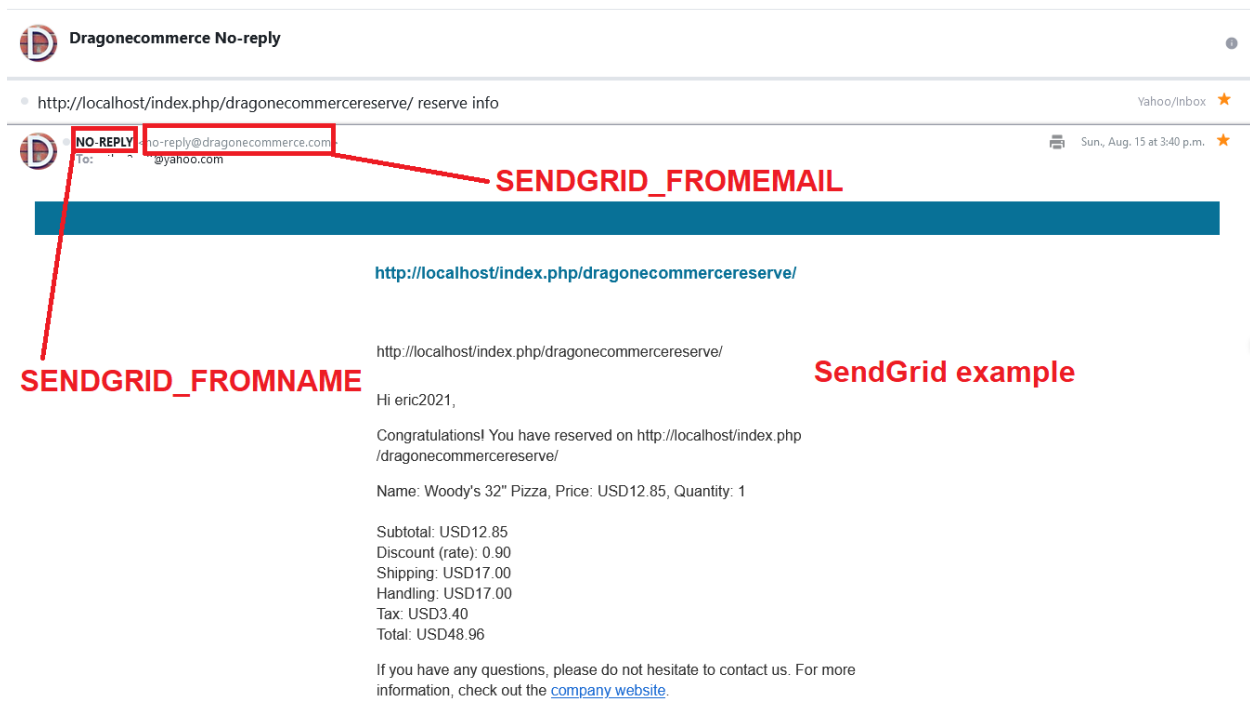 Dragonecommerce No-reply
http://localhost/index.php/dragonecommercereserve/ reserve info
Yahoo/Inbox
NO-REPLY <no-reply@dragonecommerce.com>
Sun., Aug. 15 at 3:40 p.m.
To: @yahoo.com
SENDGRID_FROMEMAIL
http://localhost/index.php/dragonecommercereserve/
http://localhost/index.php/dragonecommercereserve/
SENDGRID_FROMNAME
SendGrid example
Hi eric2021,
Congratulations! You have reserved on http://localhost/index.php
/dragonecommercereserve/
Name: Woody's 32" Pizza, Price: USD12.85, Quantity: 1
Subtotal: USD12.85
Discount (rate): 0.90
Shipping: USD17.00
Handling: USD17.00
Tax: USD3.40
Total: USD48.96
If you have any questions, please do not hesitate to contact us. For more
information, check out the company website.